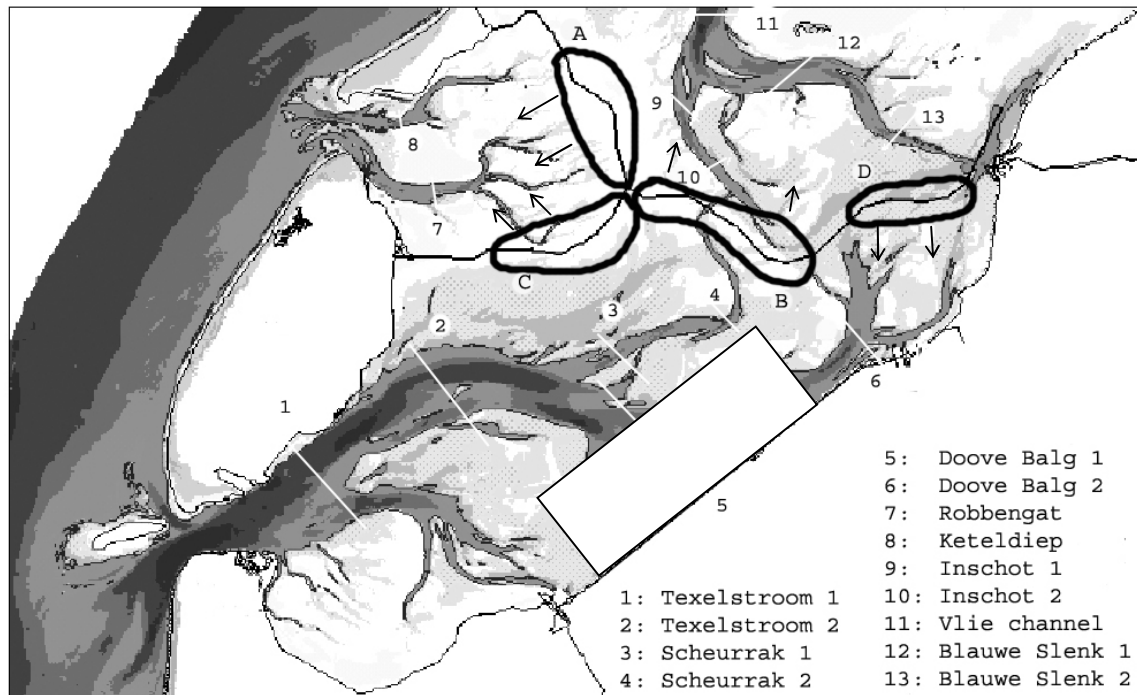 A
11
12
9
13
8
10
D
7
C
B
4
3
2
6
1
5
5: Doove Balg 1
6: Doove Balg 2
7: Robbengat
8: Keteldiep
9: Inschot 1
10: Inschot 2
11: Vlie channel
12: Blauwe Slenk 1
13: Blauwe Slenk 2
1: Texelstroom 1
2: Texelstroom 2
3: Scheurrak 1
4: Scheurrak 2